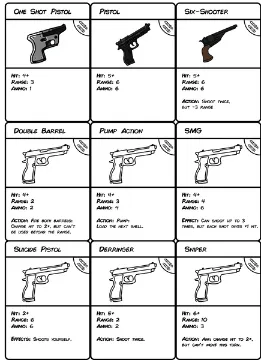 One Shot Pistol
Pistol
Six-Shooter
Hit: 4+
Range: 3
Ammo: 1
Hit: 5+
Range: 6
Ammo: 6
Hit: 5+
Range: 6
Ammo: 6
Action: Shoot twice,
but -3 range
Double Barrel
Pump Action
SMG
Hit: 4+
Range: 2
Ammo: 2
Action: Fire both barrels:
Change hit to 2+, but can't
be used beyond the range.
Hit: 4+
Range: 3
Ammo: 4
Action: Pump:
Load the next shell.
Hit: 4+
Range: 4
Ammo: 6
Effect: Can shoot up to 3
times, but each shot gives +1 hit.
Suicide Pistol
Derringer
Sniper
Hit: 2+
Range: 6
Ammo: 6
Effect: Shoots yourself.
Hit: 6+
Range: 2
Ammo: 2
Action: Shoot twice.
Hit: 6+
Range: 10
Ammo: 3
Action: Aim: change hit to 2+,
but can't move this turn.